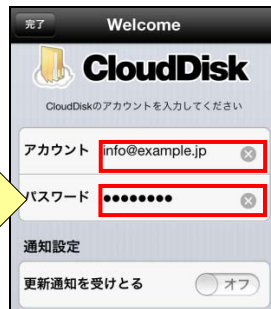 完了 Welcome
CloudDisk
CloudDiskのアカウントを入力してください
アカウント info@example.jp
パスワード ●●●●●●●●
通知設定
更新通知を受けとる オフ